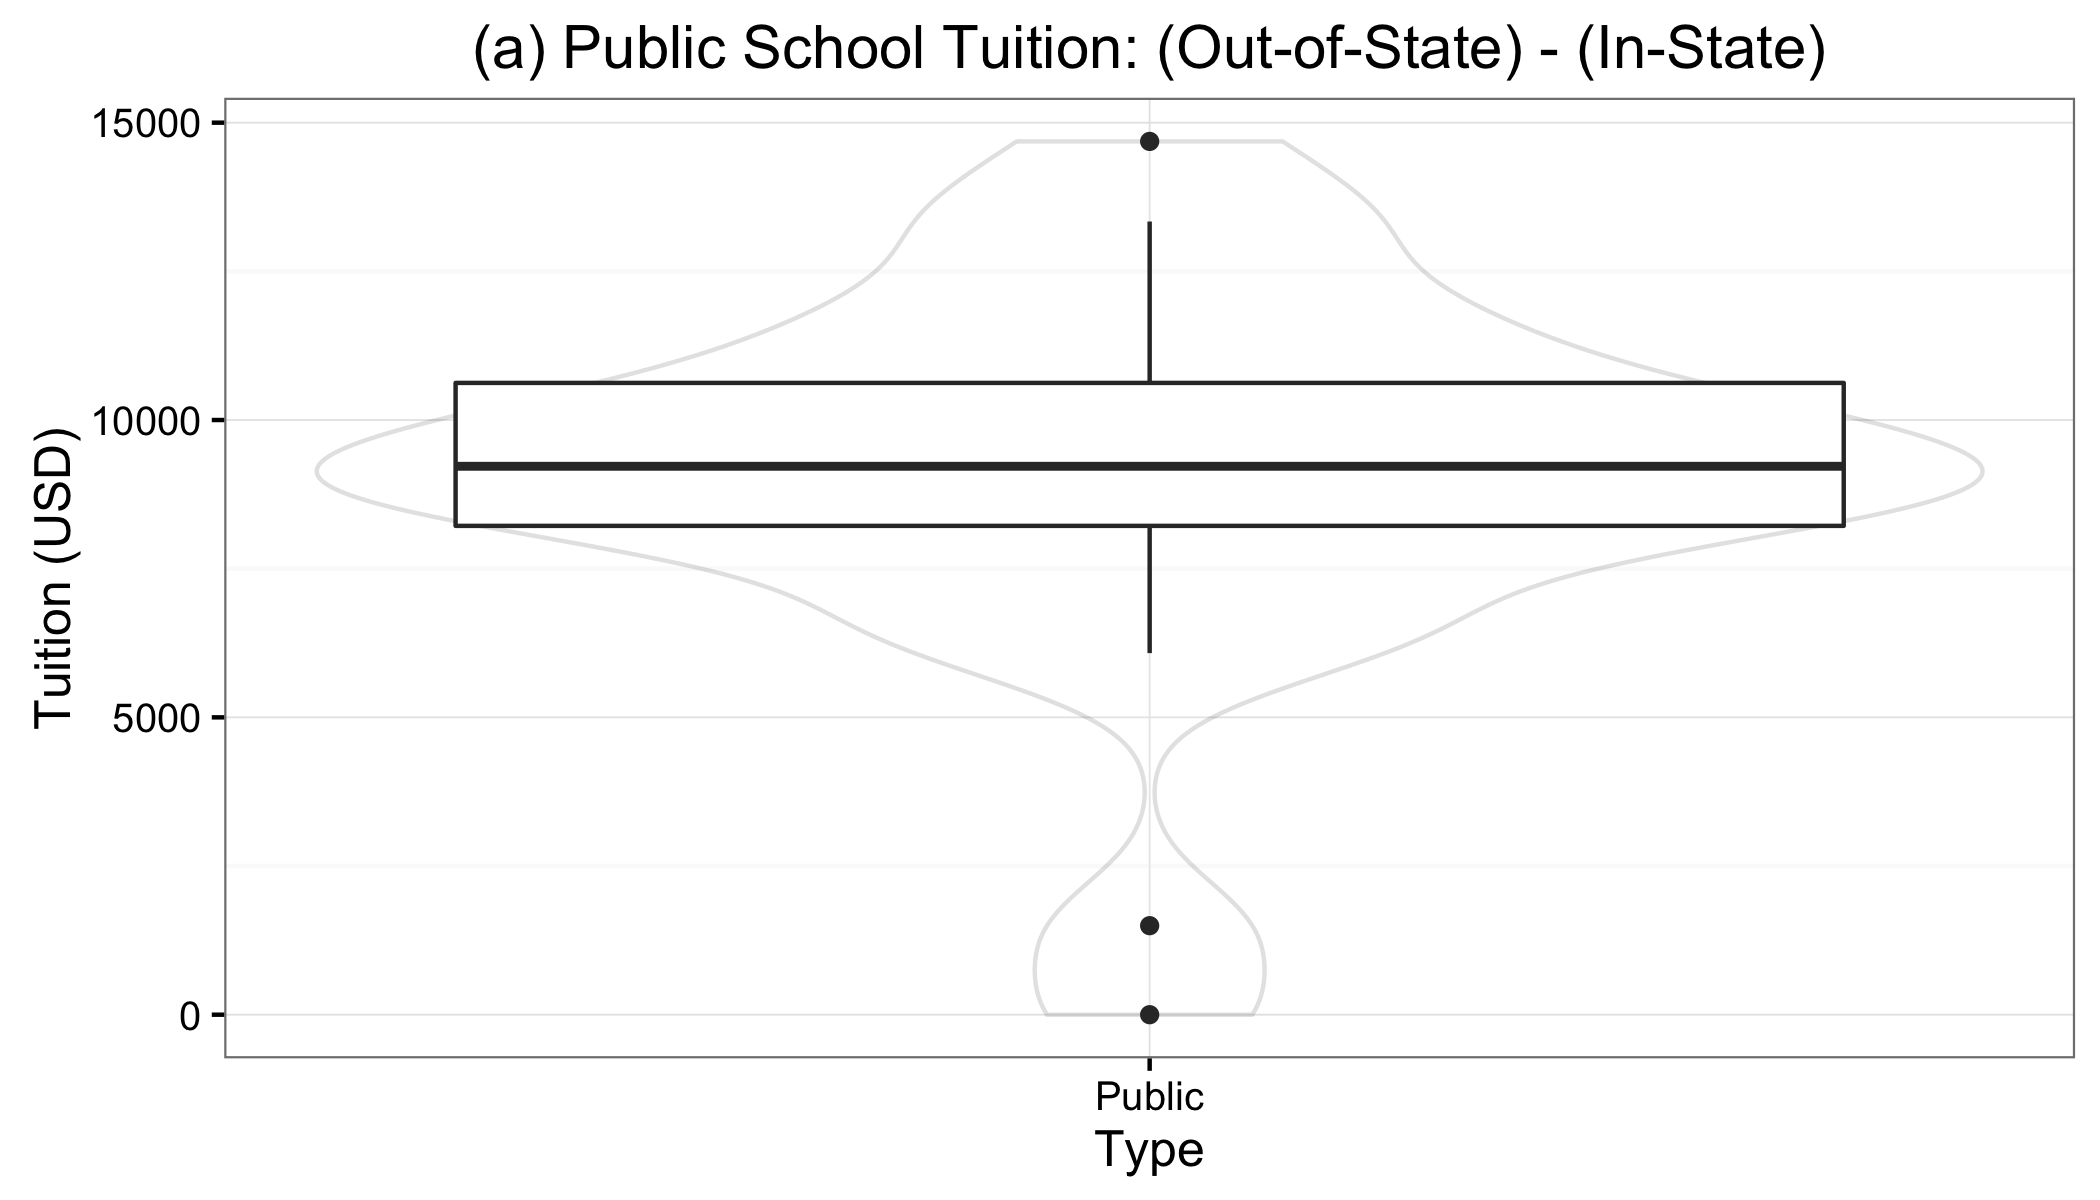 (a) Public School Tuition: (Out-of-State) - (In-State)
Tuition (USD)
15000
10000
5000
0
Public
Type